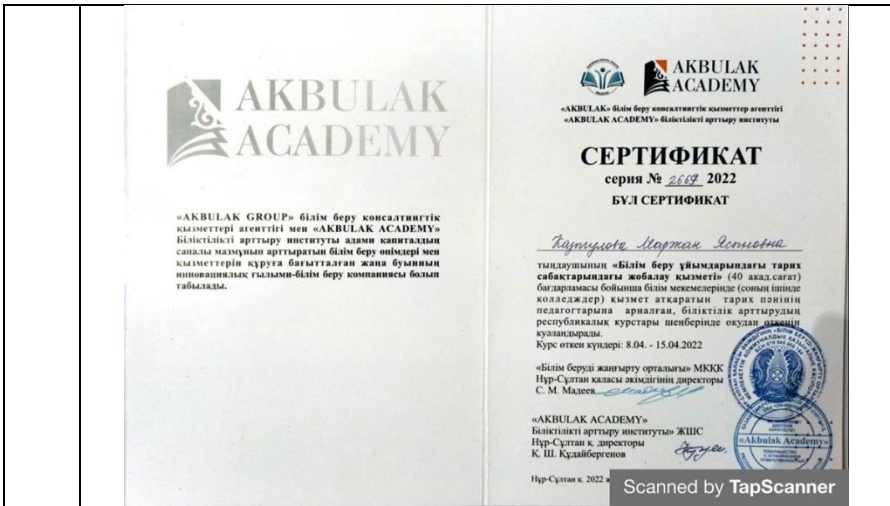 AKBULAK
ACADEMY
«AKBULAK GROUP» білім беру консалтингтік
қызметтері агенттігі мен «AKBULAK ACADEMY»
Біліктілікті арттыру институты адами капиталдың
сапалы мазмұнын арттыратын білім беру өнімдері мен
қызметтерін құруға бағытталған жаңа буынның
инновациялық ғылыми-білім беру компаниясы болып
табылады.
AKBULAK
ACADEMY
«AKBULAK» білім беру консалтингтік қызметтер агенттігі
«AKBULAK ACADEMY» біліктілікті арттыру институты
СЕРТИФИКАТ
серия № 2669 2022
БҰЛ СЕРТИФИКАТ
Маржан
тыңдаушының «Білім беру ұйымдарындағы тарих
сабақтарындағы жобалау қызметі» (40 акад.сағат)
бағдарламасы бойынша білім мекемелерінде (соның ішінде
колледждер) қызмет атқаратын тарих пәнінің
педагогтарына арналған, біліктілік арттырудың
республикалық курстары шеңберінде оқудан өткенін
куәландырады.
Курс өткен күндері: 8.04. - 15.04.2022
«Білім беруді жаңғырту орталығы» МКҚК
Нұр-Сұлтан қаласы әкімдігінің директоры
С. М. Мадеев
«AKBULAK ACADEMY»
Біліктілікті арттыру институты» ЖШС
Нұр-Сұлтан қ. директоры
Қ. Ш. Құдайбергенов
«Akbulak Academy»
Нұр-Сұлтан қ. 2022 ж
Scanned by TapScanner